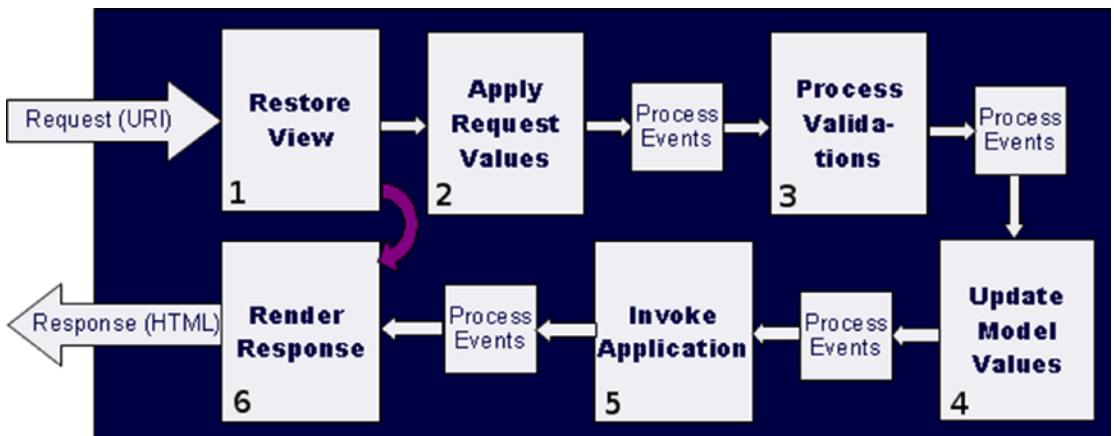 Request (URI)
Restore
View
1
Apply
Request
Values
2
Process
Events
Process
Valida-
tions
3
Process
Events
Update
Model
Values
4
Process
Events
Invoke
Application
5
Process
Events
Render
Response
6
Response (HTML)